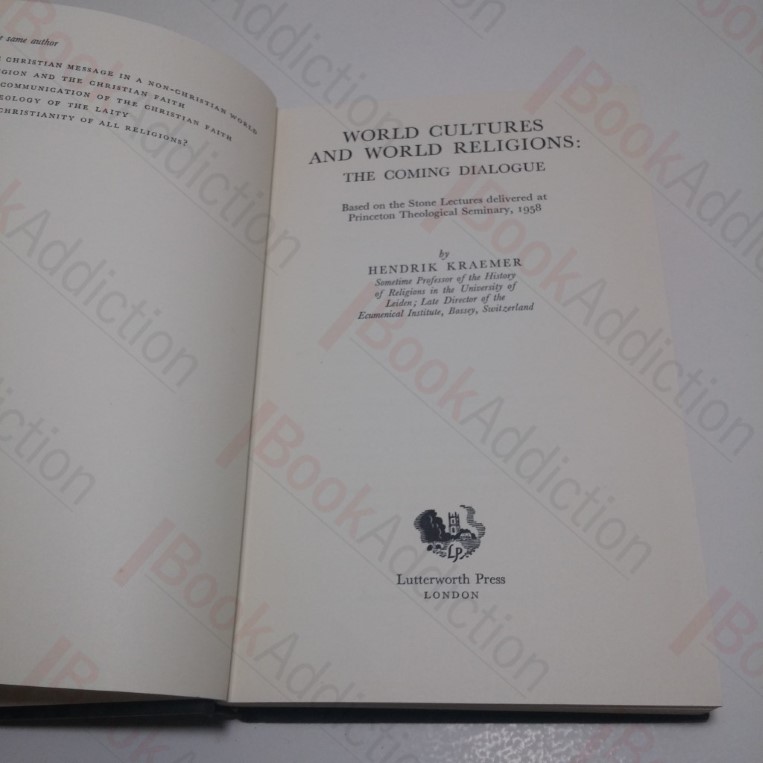 same author
CHRISTIAN MESSAGE IN A NON-CHRISTIAN WORLD
AND THE CHRISTIAN FAITH
COMMUNICATION OF THE CHRISTIAN FAITH
OF THE LAITY
CHRISTIANITY OF ALL RELIGIONS?
WORLD CULTURES
AND WORLD RELIGIONS:
THE COMING DIALOGUE
Based on the Stone Lectures delivered at
Princeton Theological Seminary, 1958
by
HENDRIK KRAEMER
Sometime Professor of the History
of Religions in the University of
Leiden; Late Director of the
Ecumenical Institute, Bossey, Switzerland
LP
Lutterworth Press
LONDON
BookAddiction